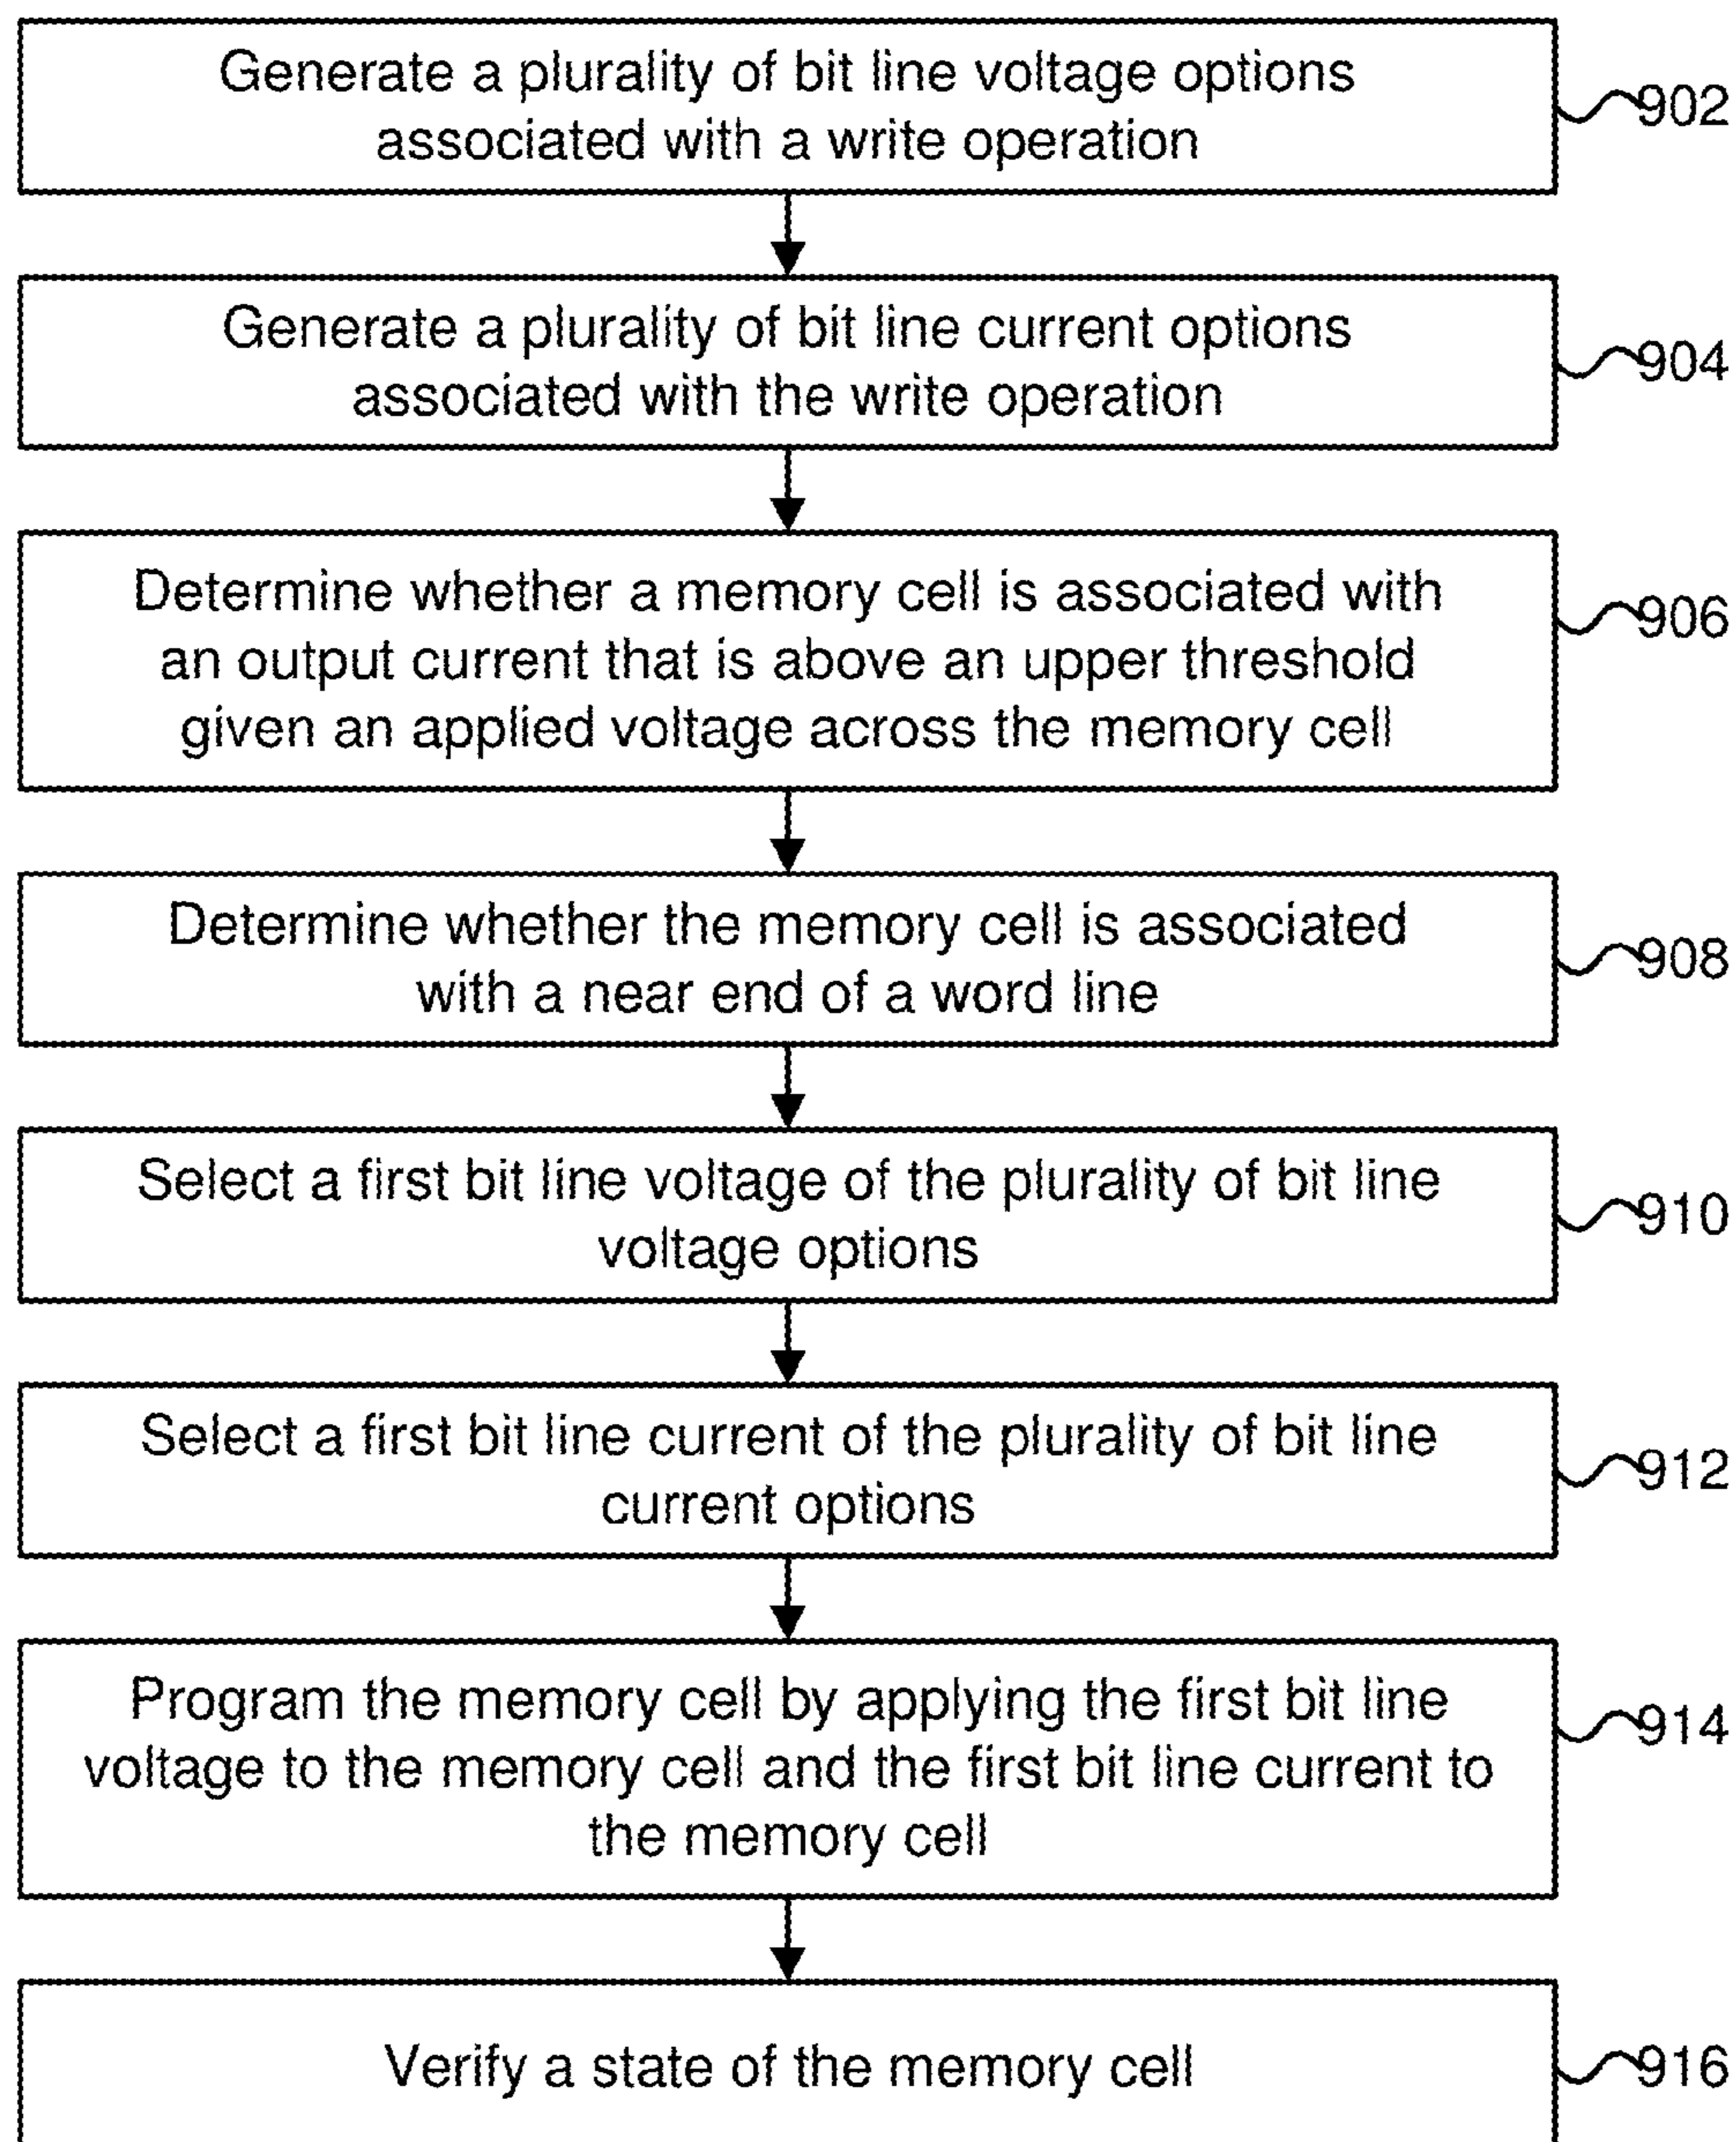 Generate a plurality of bit line voltage options
associated with a write operation
902
Generate a plurality of bit line current options
associated with the write operation
904
Determine whether a memory cell is associated with
an output current that is above an upper threshold
given an applied voltage across the memory cell
906
Determine whether the memory cell is associated
with a near end of a word line
908
Select a first bit line voltage of the plurality of bit line
voltage options
910
Select a first bit line current of the plurality of bit line
current options
912
Program the memory cell by applying the first bit line
voltage to the memory cell and the first bit line current to
the memory cell
914
Verify a state of the memory cell
916